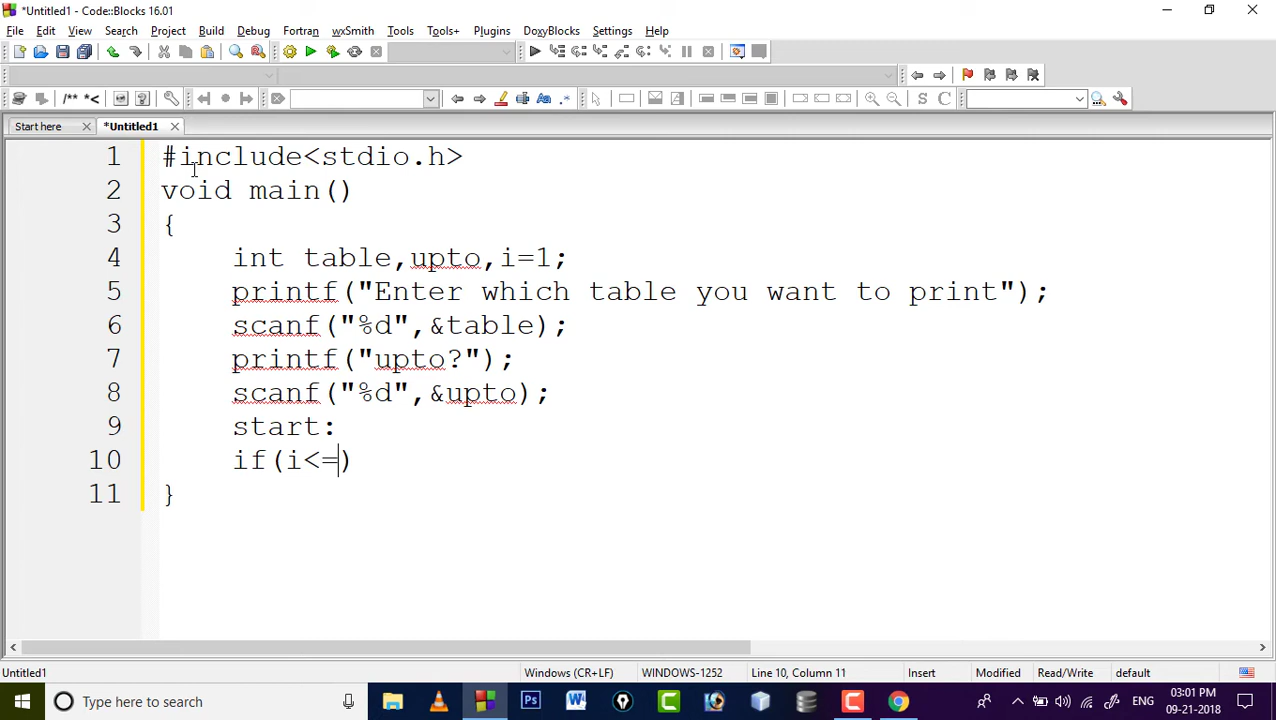 *Untitled1 - Code::Blocks 16.01
File Edit View Search Project Build Debug Fortran wxSmith Tools Tools+ Plugins DoxyBlocks Settings Help
/** *<
S C
Start here *Untitled1
1 #include<stdio.h>
2 void main()
3 {
4 int table,upto,i=1;
5 printf("Enter which table you want to print");
6 scanf("%d",&table);
7 printf("upto?");
8 scanf("%d",&upto);
9 start:
10 if(i<=)
11 }
Untitled1 Windows (CR+LF) WINDOWS-1252 Line 10, Column 11 Insert Modified Read/Write default
Type here to search
ENG
03:01 PM
09-21-2018